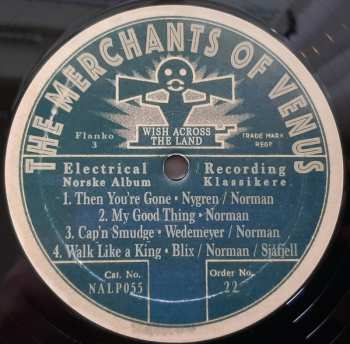 THE MERCHANTS OF VENUS
WISH ACROSS
THE LAND
Flanko
3
TRADE MARK
REGD
Electrical Recording
Norske Album Klassikere
1. Then You're Gone • Nygren / Norman
2. My Good Thing • Norman
3. Cap'n Smudge • Wedemeyer / Norman
4. Walk Like a King • Blix / Norman / Sjåfjell
Cat. No. Order No.
NALP055 22